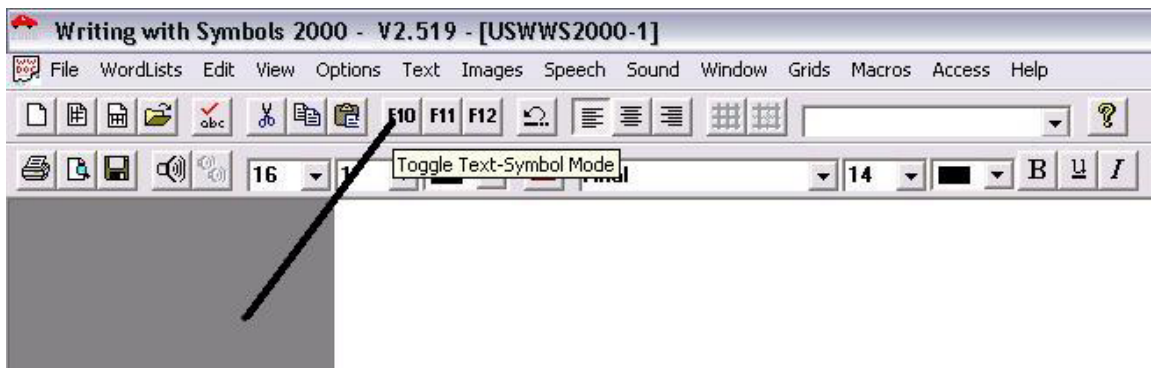 Writing with Symbols 2000 - V2.519 - [USWWS2000-1]
File WordLists Edit View Options Text Images Speech Sound Window Grids Macros Access Help
abc F10 F11 F12
16 Toggle Text-Symbol Mode 14 B U I